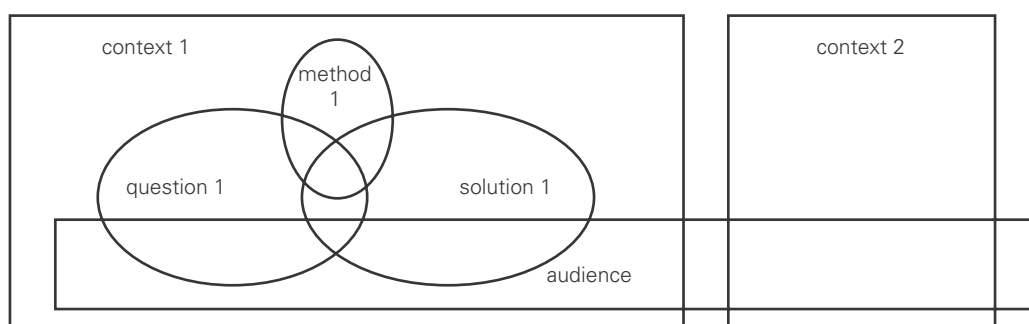 context 1
context 2
method
1
question 1
solution 1
audience